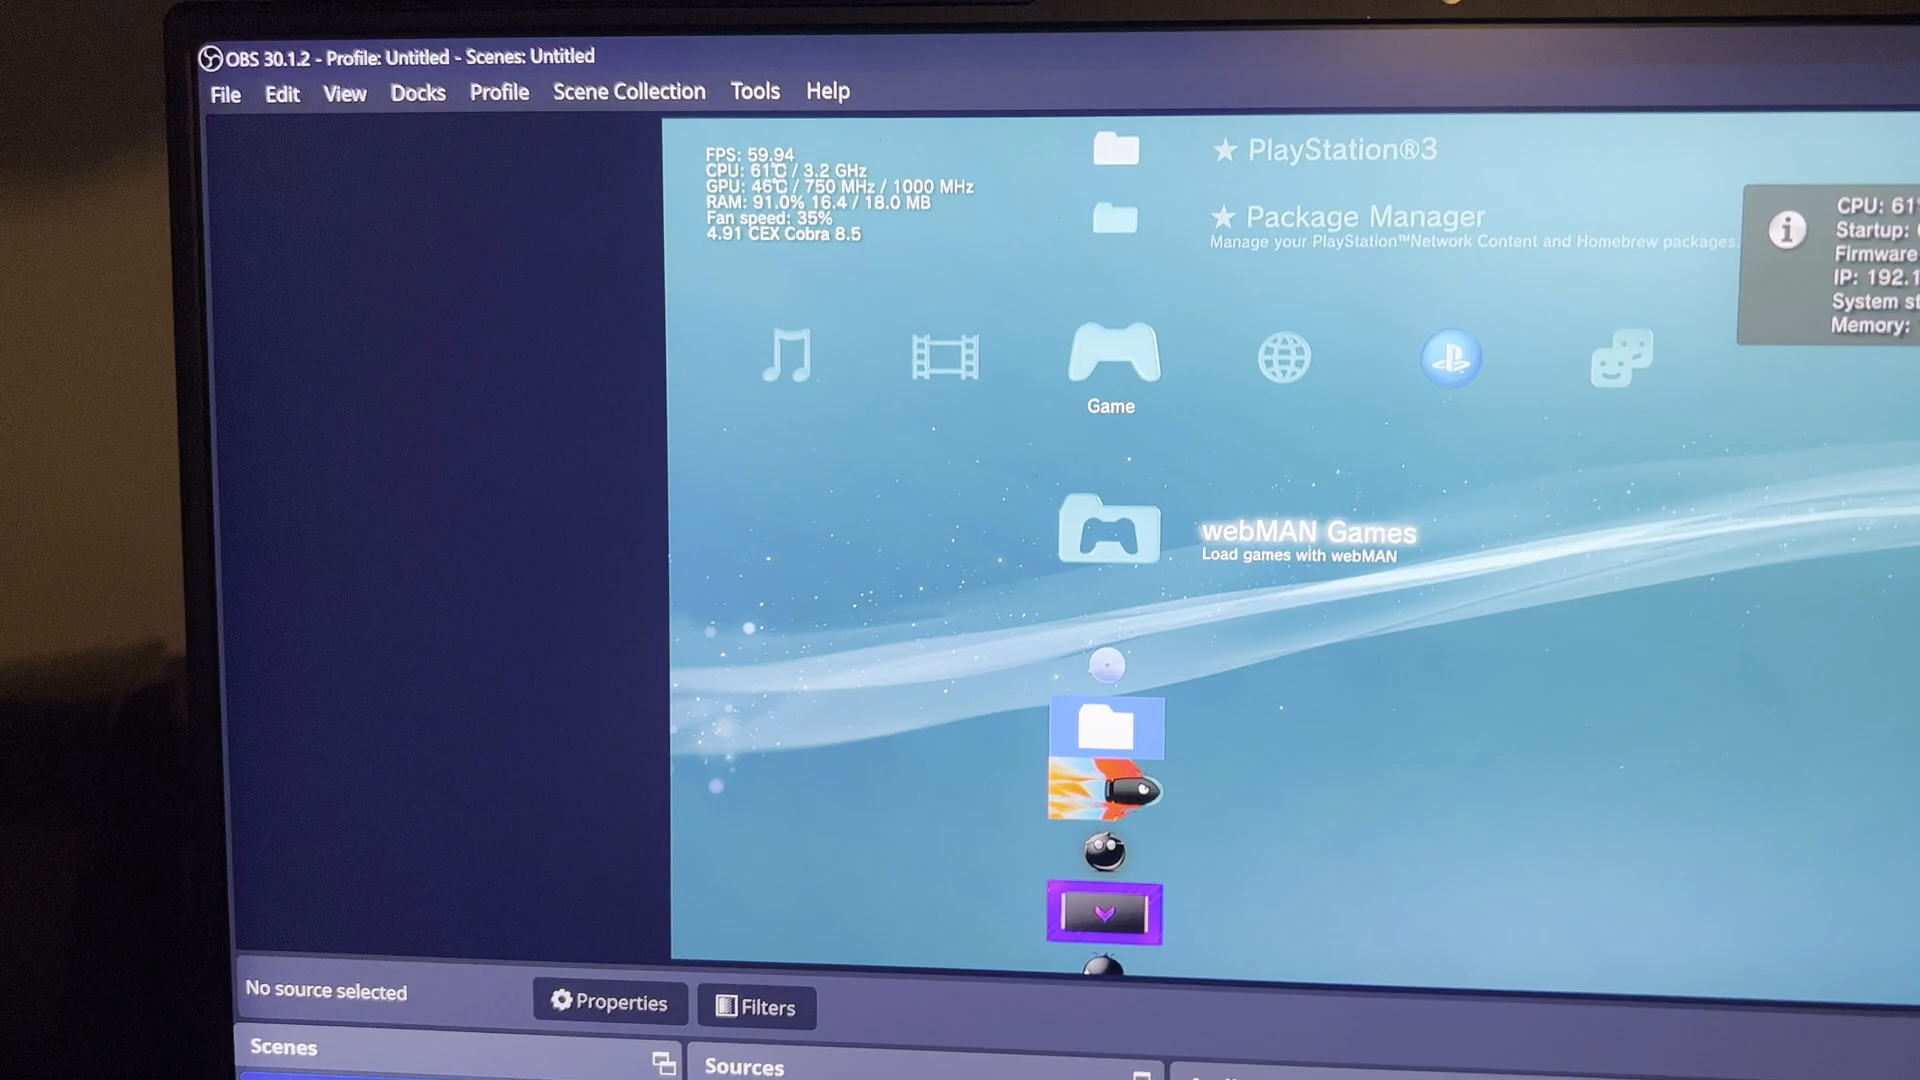 OBS 30.1.2 - Profile: Untitled - Scenes: Untitled
File Edit View Docks Profile Scene Collection Tools Help
FPS: 59.94
CPU: 61℃ / 3.2 GHz
GPU: 46℃ / 750 MHz / 1000 MHz
RAM: 91.0% 16.4 / 18.0 MB
Fan speed: 35%
4.91 CEX Cobra 8.5
★ PlayStation®3
★ Package Manager
Manage your PlayStation™Network Content and Homebrew packages.
CPU: 61
Startup:
Firmware
IP: 192.1
System st
Memory:
Game
webMAN Games
Load games with webMAN
No source selected
Properties
Filters
Scenes
Sources